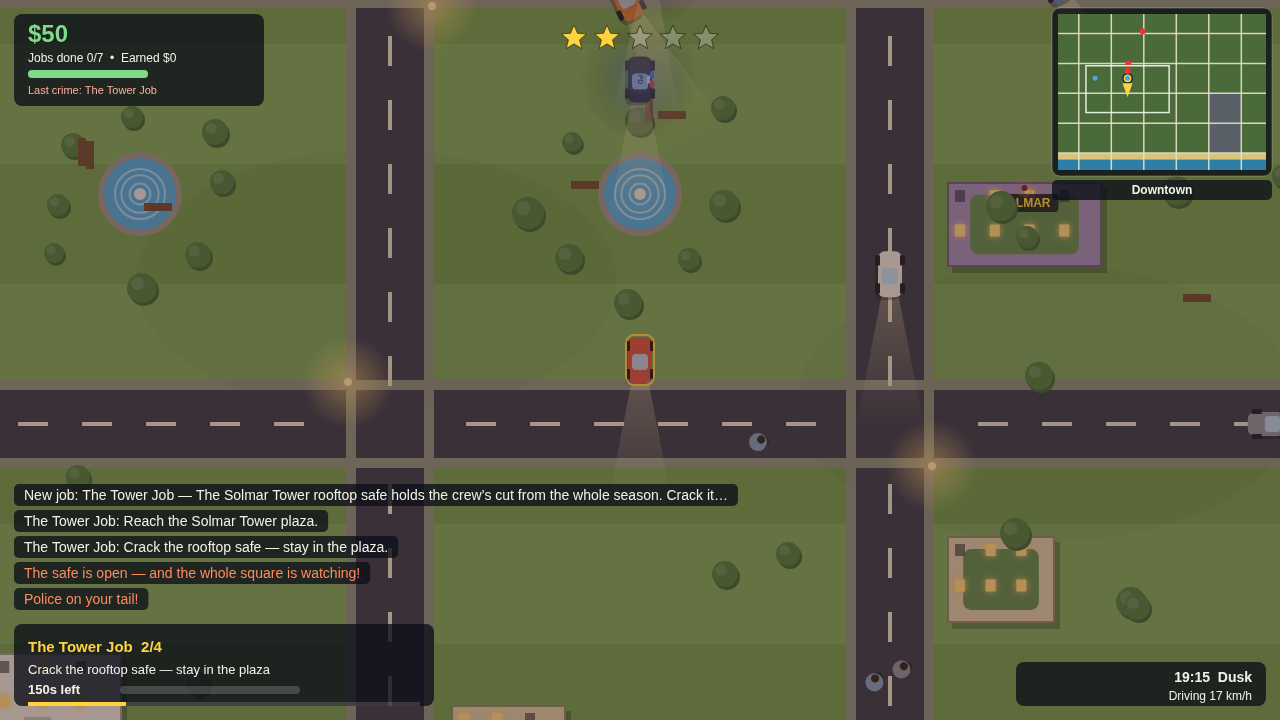 $50
Jobs done 0/7 • Earned $0
Last crime: The Tower Job
PD
Downtown
LMAR
New job: The Tower Job — The Solmar Tower rooftop safe holds the crew's cut from the whole season. Crack it…
The Tower Job: Reach the Solmar Tower plaza.
The Tower Job: Crack the rooftop safe — stay in the plaza.
The safe is open — and the whole square is watching!
Police on your tail!
The Tower Job 2/4
Crack the rooftop safe — stay in the plaza
150s left
19:15 Dusk
Driving 17 km/h